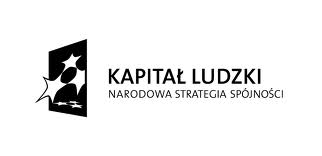 KAPITAŁ LUDZKI
NARODOWA STRATEGIA SPÓJNOŚCI